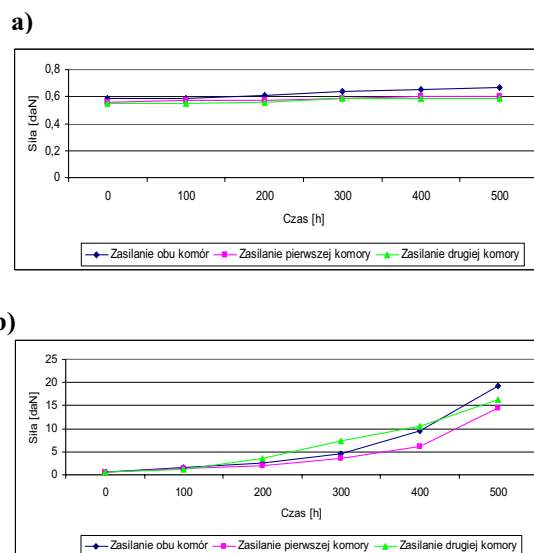 a)
0,8
0,6
0,4
0,2
0
Siła [daN]
0 100 200 300 400 500
Czas [h]
Zasilanie obu komór Zasilanie pierwszej komory Zasilanie drugiej komory
b)
25
20
15
10
5
0
Siła [daN]
0 100 200 300 400 500
Czas [h]
Zasilanie obu komór Zasilanie pierwszej komory Zasilanie drugiej komory